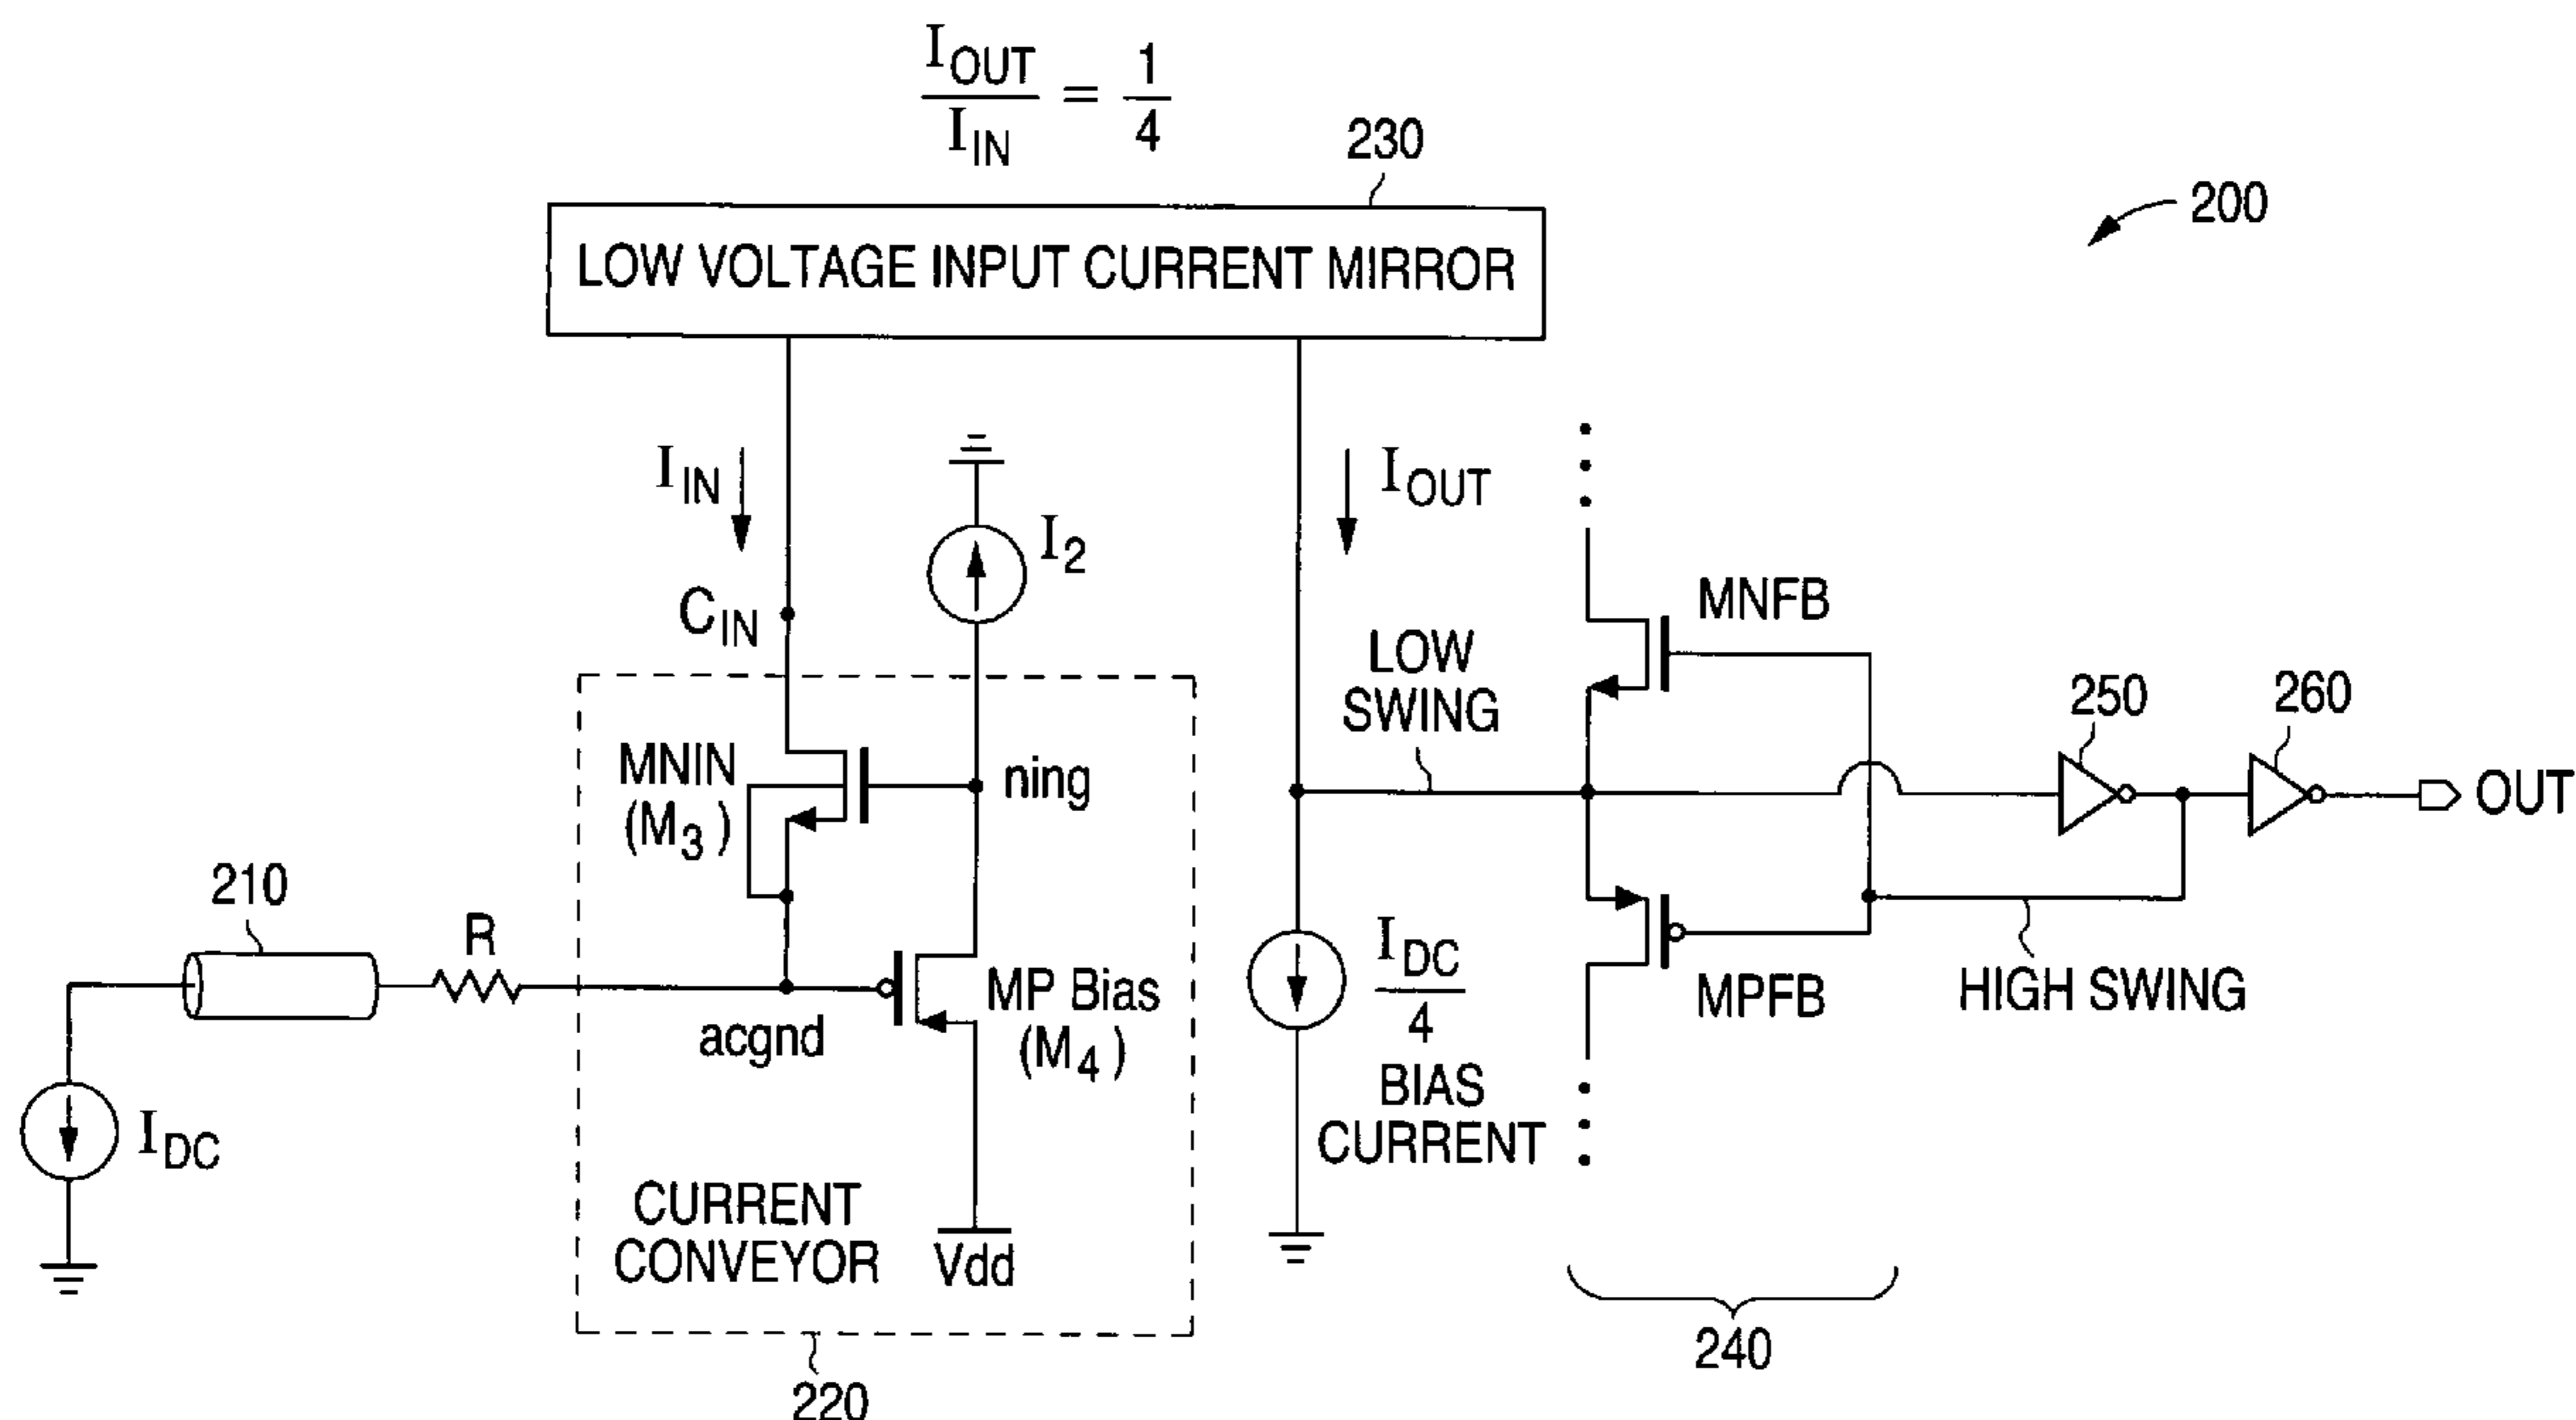 I_OUT / I_IN = 1/4
230
200
LOW VOLTAGE INPUT CURRENT MIRROR
I_IN
I_2
I_OUT
C_IN
MNFB
LOW
SWING
250
260
MNIN
(M_3)
ning
OUT
210
R
acgnd
MP Bias
(M_4)
I_DC / 4
BIAS
CURRENT
MPFB
HIGH SWING
I_DC
CURRENT
CONVEYOR
Vdd
240
220